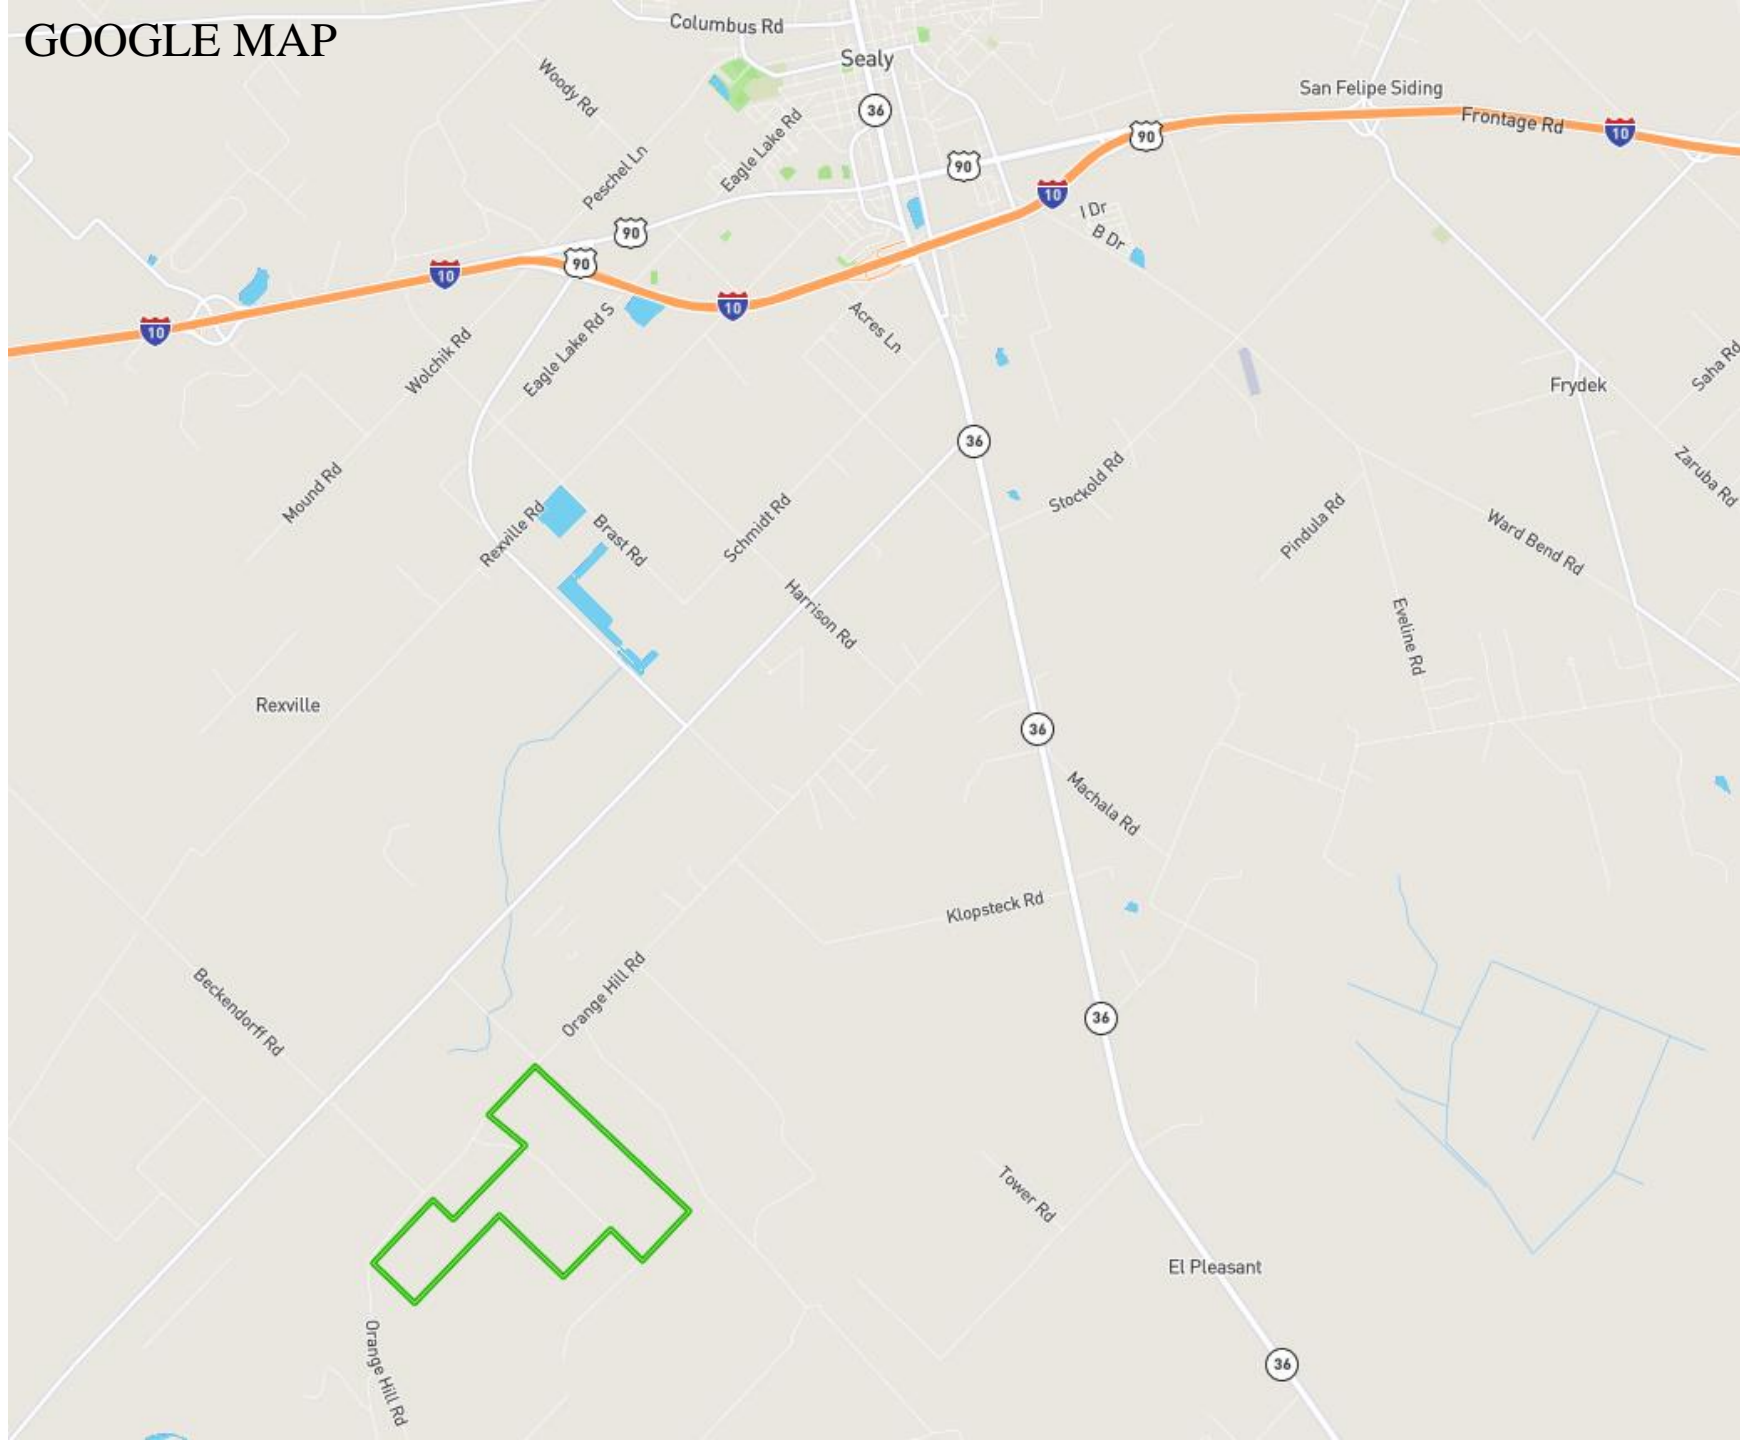 GOOGLE MAP
Columbus Rd
Sealy
Woody Rd
36
San Felipe Siding
Frontage Rd
10
90
Eagle Lake Rd
90
Peschel Ln
10
I Dr
B Dr
90
90
10
10
10
Eagle Lake Rd S
Acres Ln
Wolchik Rd
Saha Rd
Frydek
36
Mound Rd
Stockold Rd
Zaruba Rd
Rexville Rd
Brast Rd
Schmidt Rd
Pindula Rd
Ward Bend Rd
Harrison Rd
Eveline Rd
Rexville
36
Machala Rd
Klopsteck Rd
Beckendorff Rd
Orange Hill Rd
36
Tower Rd
El Pleasant
Orange Hill Rd
36